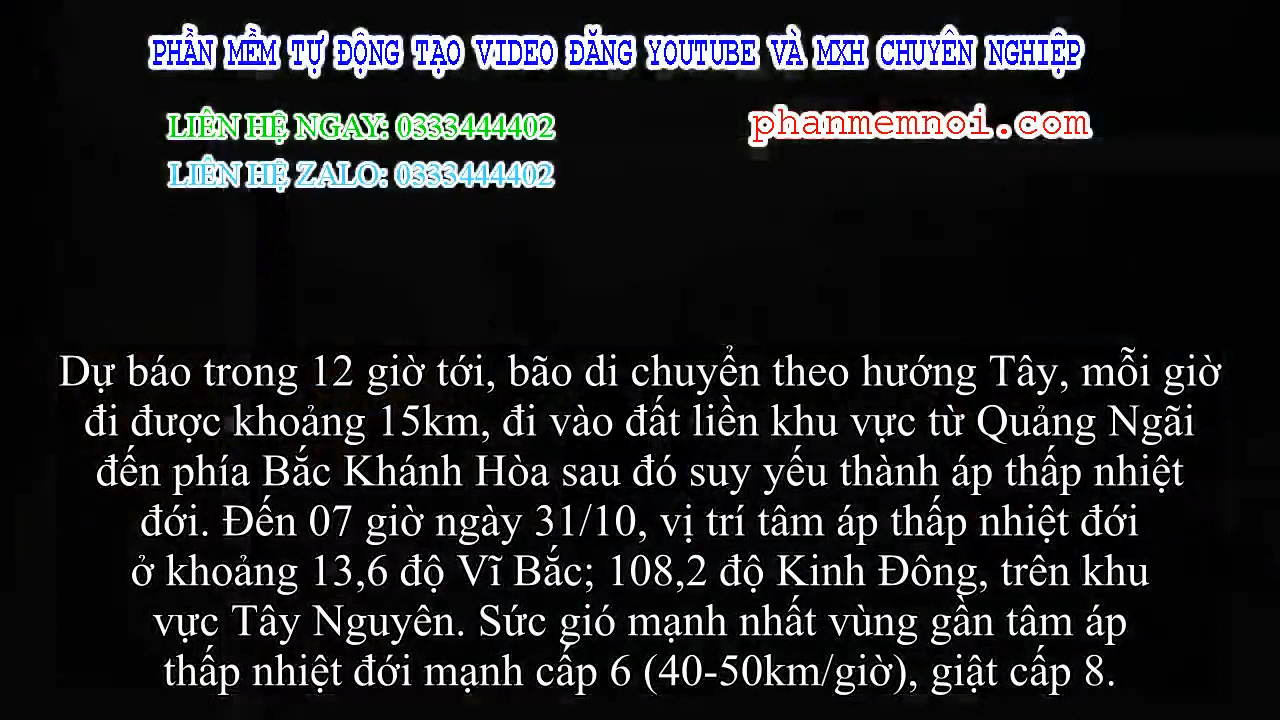 PHẦN MỀM TỰ ĐỘNG TẠO VIDEO ĐĂNG YOUTUBE VÀ MXH CHUYÊN NGHIỆP
LIÊN HỆ NGAY: 0333444402
phanmemnoi.com
LIÊN HỆ ZALO: 0333444402
Dự báo trong 12 giờ tới, bão di chuyển theo hướng Tây, mỗi giờ
đi được khoảng 15km, đi vào đất liền khu vực từ Quảng Ngãi
đến phía Bắc Khánh Hòa sau đó suy yếu thành áp thấp nhiệt
đới. Đến 07 giờ ngày 31/10, vị trí tâm áp thấp nhiệt đới
ở khoảng 13,6 độ Vĩ Bắc; 108,2 độ Kinh Đông, trên khu
vực Tây Nguyên. Sức gió mạnh nhất vùng gần tâm áp
thấp nhiệt đới mạnh cấp 6 (40-50km/giờ), giật cấp 8.